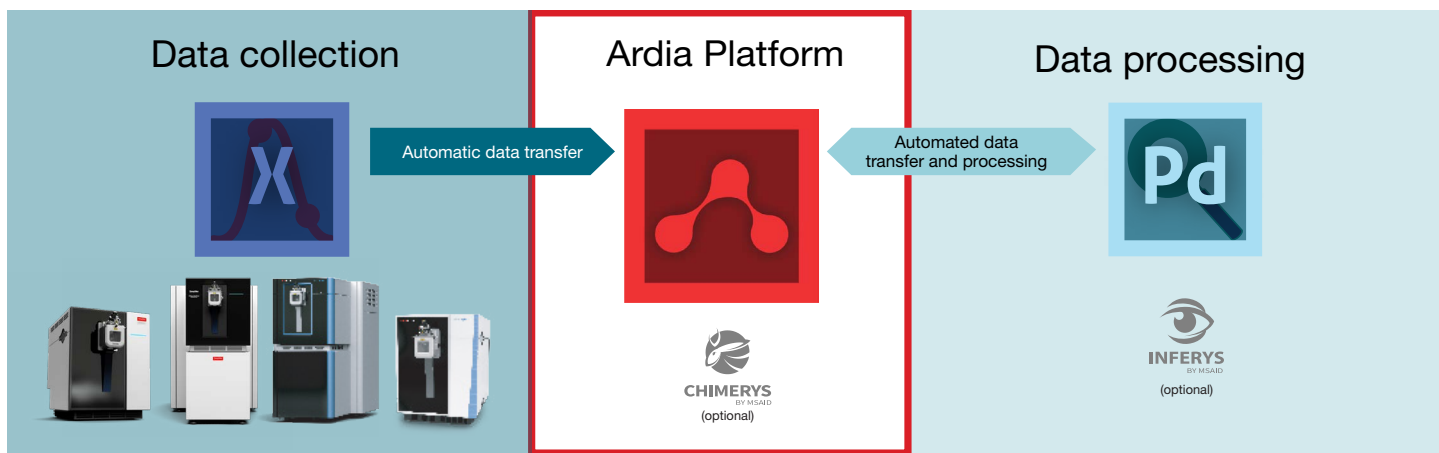 Data collection
Ardia Platform
Data processing
X
Automatic data transfer
Automated data
transfer and processing
Pd
CHIMERYS
BY MSAID
(optional)
INFERYS
BY MSAID
(optional)